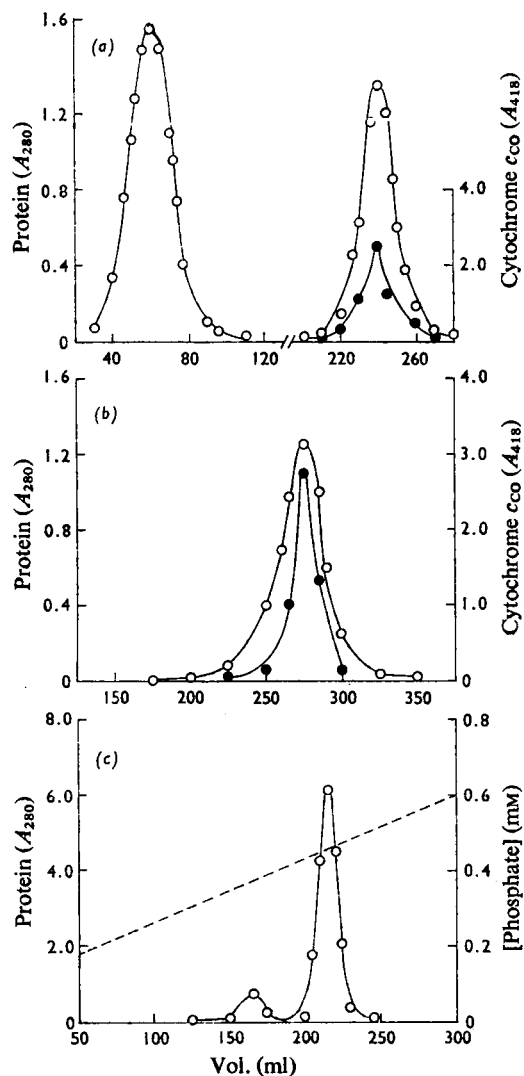 (a)
Protein (A₂₈₀)
1.6
1.2
0.8
0.4
0
Cytochrome c_CO (A₄₁₈)
4.0
2.0
40 80 120 220 260
(b)
Protein (A₂₈₀)
1.6
1.2
0.8
0.4
0
Cytochrome c_CO (A₄₁₈)
4.0
3.0
2.0
1.0
0
150 200 250 300 350
(c)
Protein (A₂₈₀)
8.0
6.0
4.0
2.0
0
[Phosphate] (mM)
0.8
0.6
0.4
0.2
0
50 100 150 200 250 300
Vol. (ml)